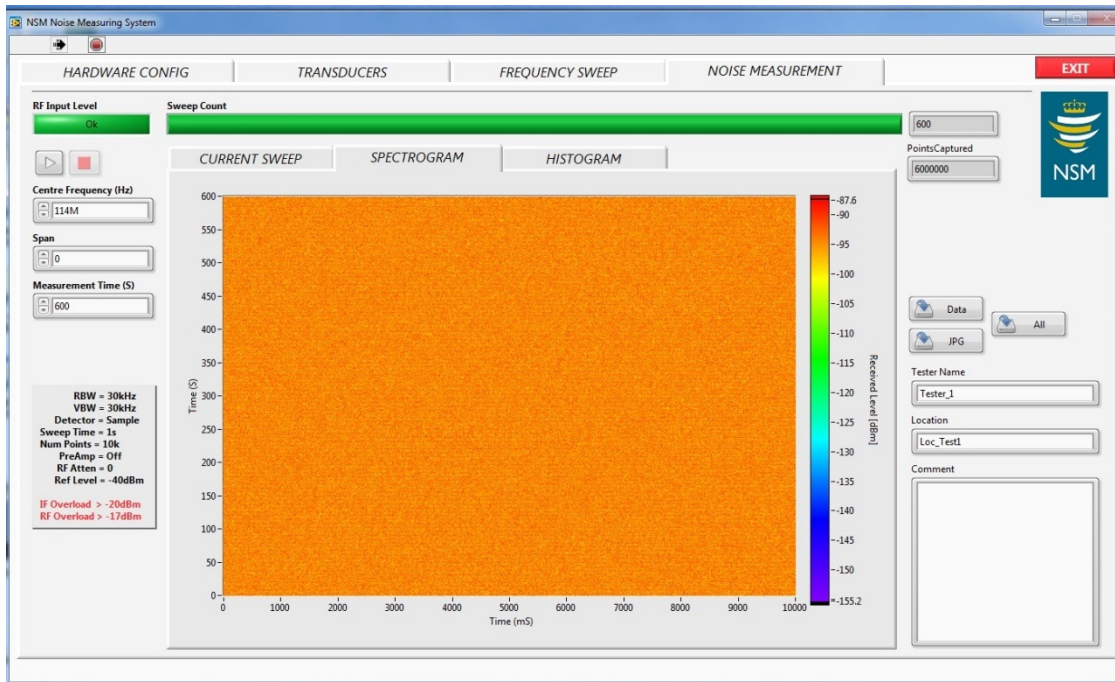 NSM Noise Measuring System
HARDWARE CONFIG
TRANSDUCERS
FREQUENCY SWEEP
NOISE MEASUREMENT
EXIT
RF Input Level
Sweep Count
Ok
600
PointsCaptured
6000000
NSM
CURRENT SWEEP
SPECTROGRAM
HISTOGRAM
Centre Frequency (Hz)
114M
Span
0
Measurement Time (S)
600
RBW = 30kHz
VBW = 30kHz
Detector = Sample
Sweep Time = 1s
Num Points = 10k
PreAmp = Off
RF Atten = 0
Ref Level = -40dBm
IF Overload > -20dBm
RF Overload > -17dBm
Time (S)
600
550
500
450
400
350
300
250
200
150
100
50
0
0
1000
2000
3000
4000
5000
6000
7000
8000
9000
10000
Time (mS)
-87.6
-90
-95
-100
-105
-110
-115
-120
-125
-130
-135
-140
-145
-150
-155.2
Received Level [dBm]
Data
JPG
All
Tester Name
Tester_1
Location
Loc_Test1
Comment